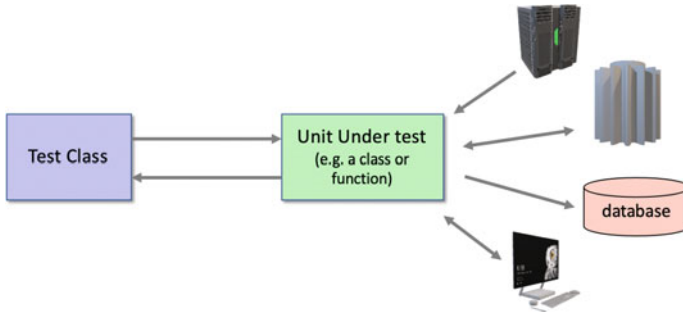 Test Class
Unit Under test
(e.g. a class or
function)
database